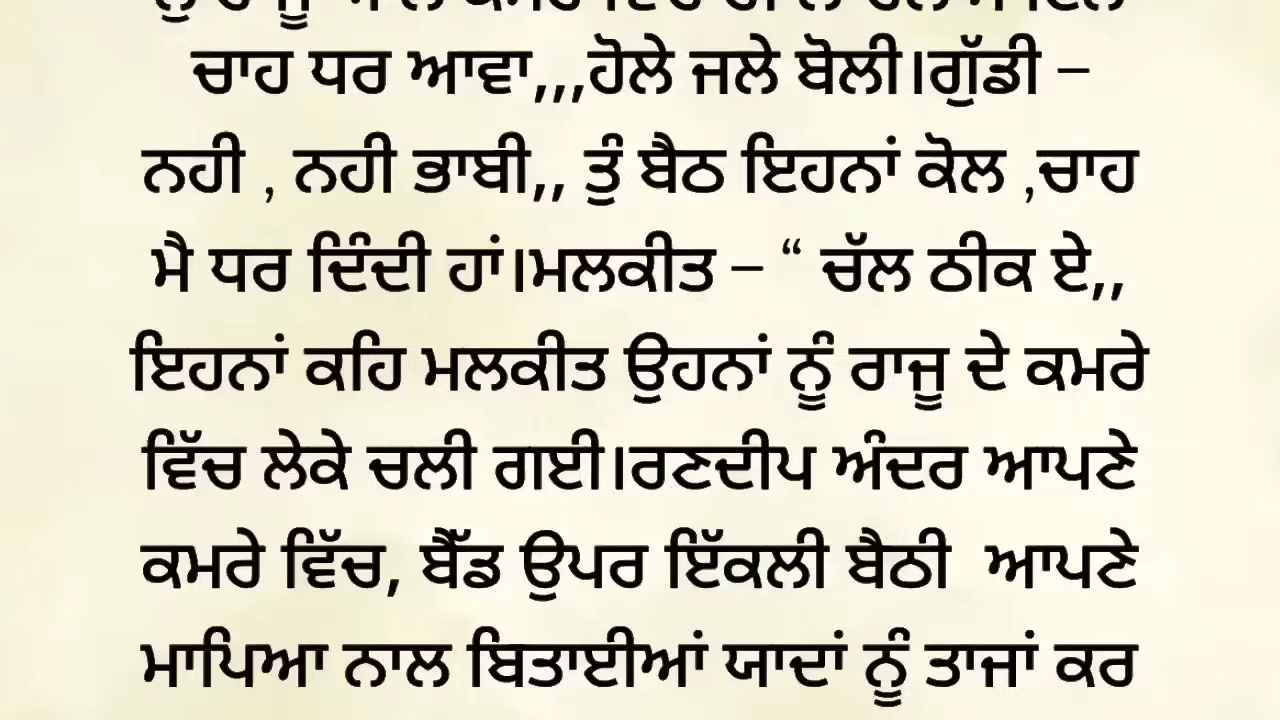 ਚਾਹ ਧਰ ਆਵਾ,,,ਹੋਲੇ ਜਲੇ ਬੋਲੀ।ਗੁੱਡੀ –
ਨਹੀ , ਨਹੀ ਭਾਬੀ,, ਤੁੰ ਬੈਠ ਇਹਨਾਂ ਕੋਲ ,ਚਾਹ
ਮੈ ਧਰ ਦਿੰਦੀ ਹਾਂ।ਮਲਕੀਤ – “ ਚੱਲ ਠੀਕ ਏ,,
ਇਹਨਾਂ ਕਹਿ ਮਲਕੀਤ ਉਹਨਾਂ ਨੂੰ ਰਾਜੂ ਦੇ ਕਮਰੇ
ਵਿੱਚ ਲੇਕੇ ਚਲੀ ਗਈ।ਰਣਦੀਪ ਅੰਦਰ ਆਪਣੇ
ਕਮਰੇ ਵਿੱਚ, ਬੈੱਡ ਉਪਰ ਇੱਕਲੀ ਬੈਠੀ  ਆਪਣੇ
ਮਾਪਿਆ ਨਾਲ ਬਿਤਾਈਆਂ ਯਾਦਾਂ ਨੂੰ ਤਾਜਾਂ ਕਰ